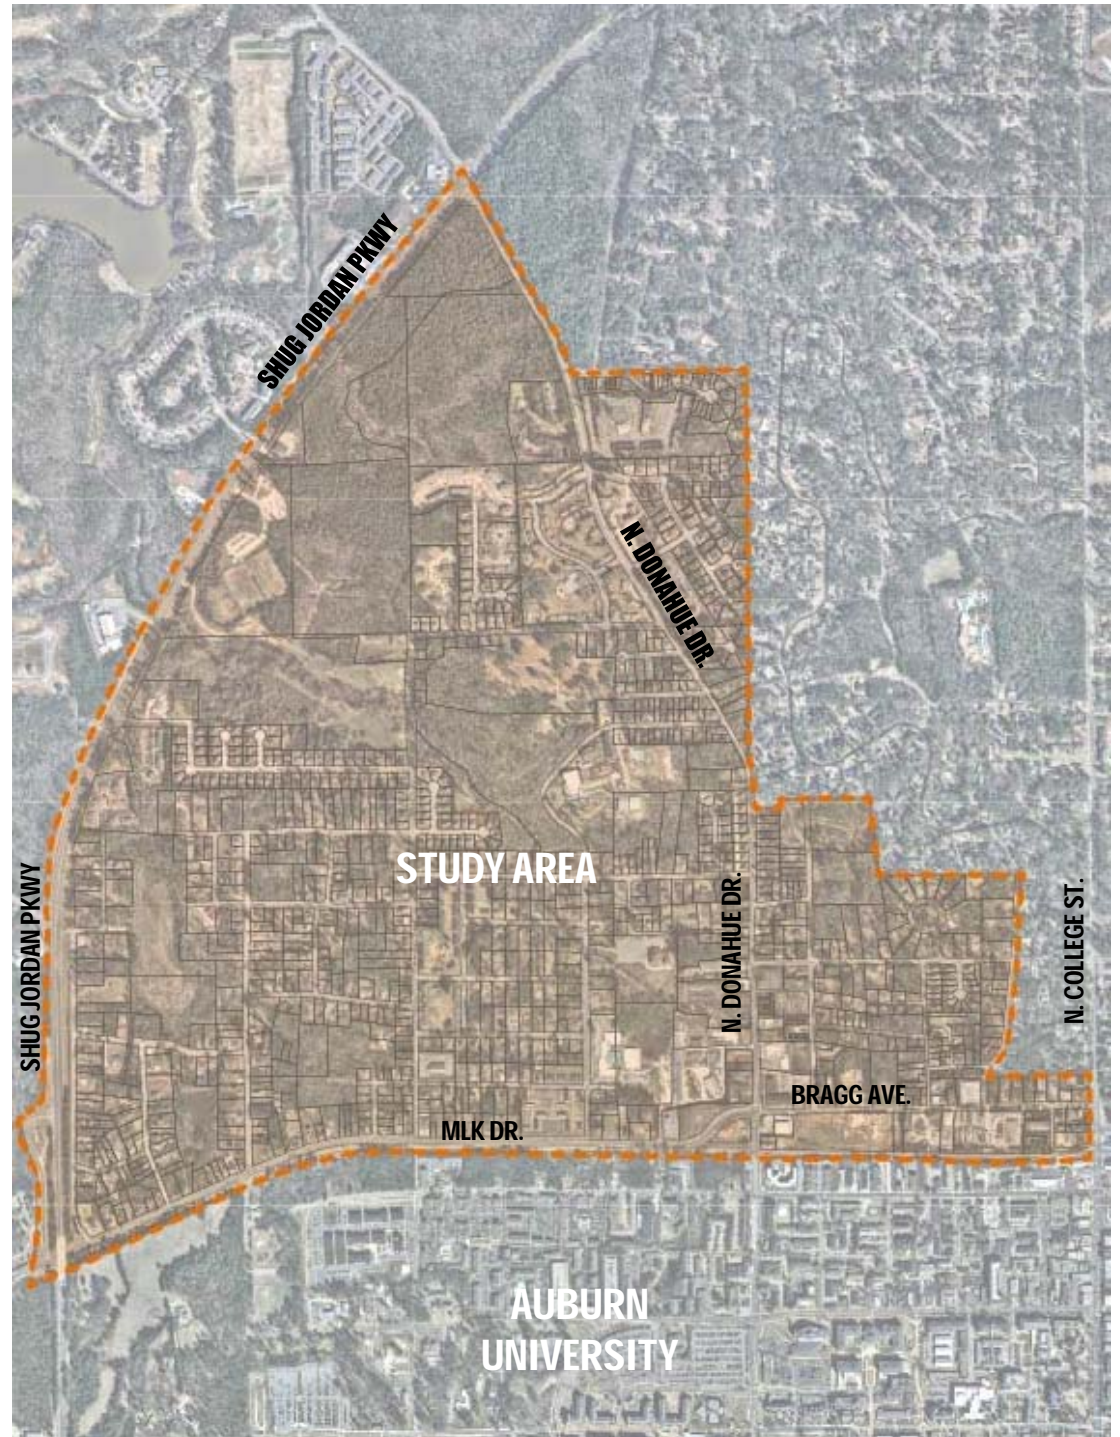 SHUG JORDAN PKWY
N. DONAHUE DR.
STUDY AREA
SHUG JORDAN PKWY
N. DONAHUE DR.
N. COLLEGE ST.
BRAGG AVE.
MLK DR.
AUBURN
UNIVERSITY